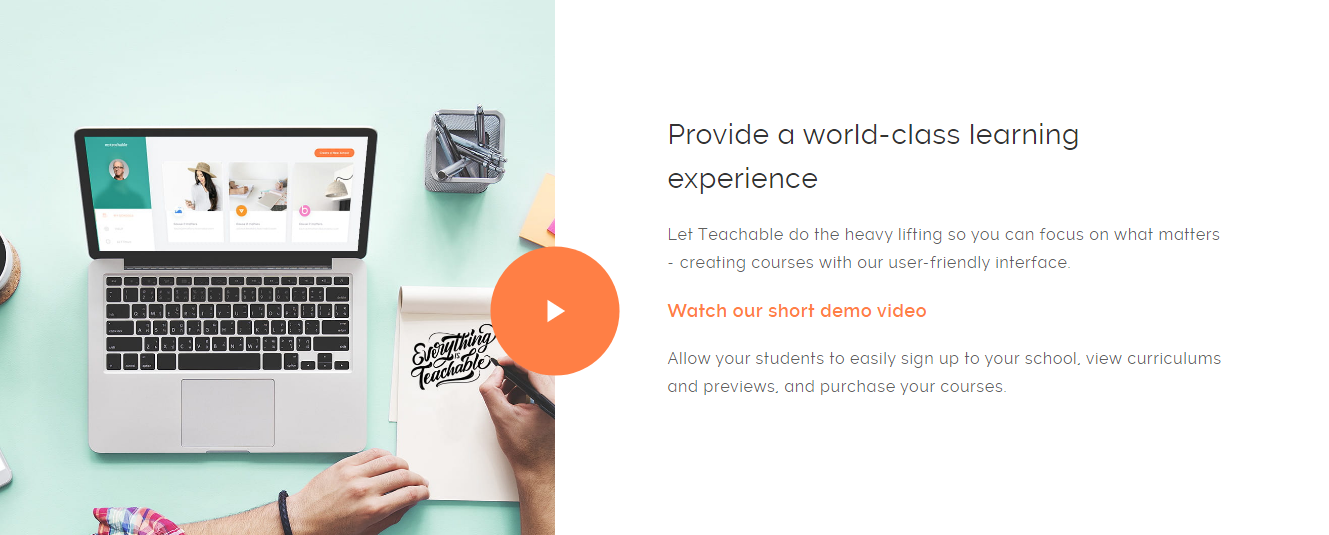 Provide a world-class learning
experience
Let Teachable do the heavy lifting so you can focus on what matters
- creating courses with our user-friendly interface.
Watch our short demo video
Allow your students to easily sign up to your school, view curriculums
and previews, and purchase your courses.
Everything
is
Teachable